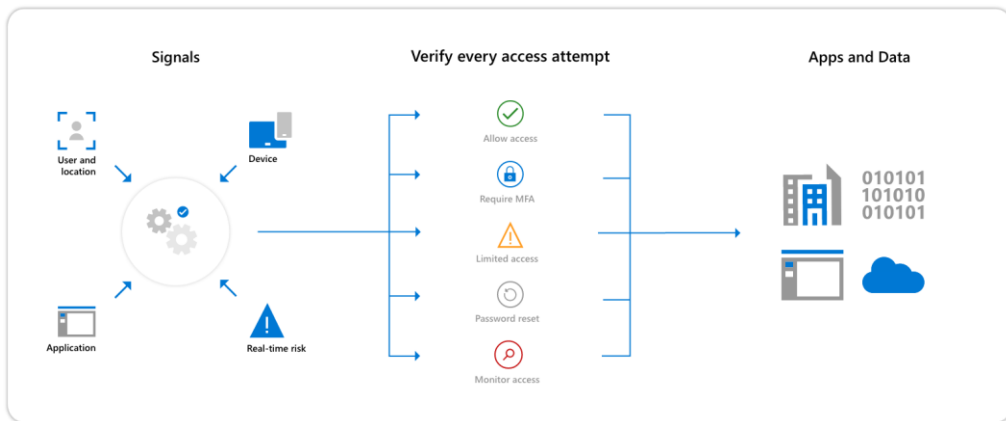 Signals
Verify every access attempt
Apps and Data
User and
location
Device
Application
Real-time risk
Allow access
Require MFA
Limited access
Password reset
Monitor access
010101
101010
010101